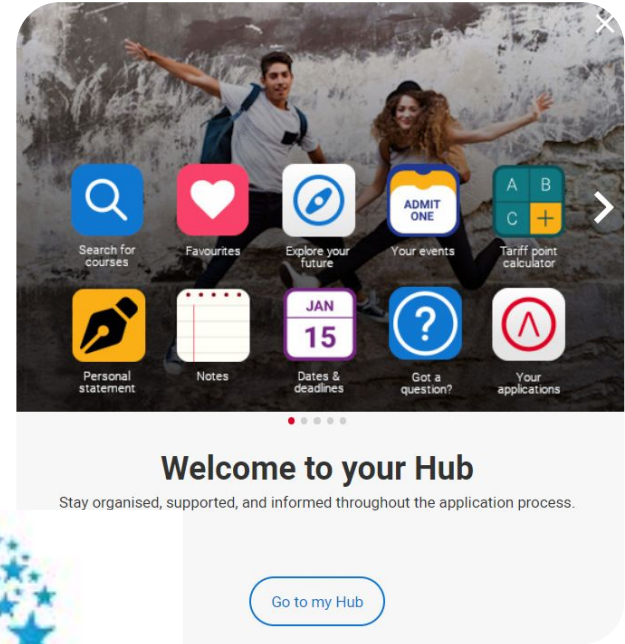 Search for
courses
Favourites
Explore your
future
ADMIT
ONE
Your events
A B
C +
Tariff point
calculator
Personal
statement
Notes
JAN
15
Dates &
deadlines
?
Got a
question?
Your
applications
Welcome to your Hub
Stay organised, supported, and informed throughout the application process.
Go to my Hub